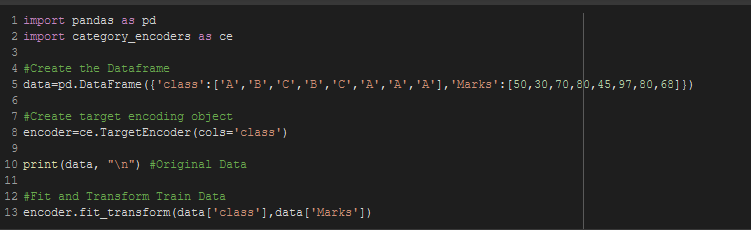 1 import pandas as pd
2 import category_encoders as ce
3
4 #Create the Dataframe
5 data=pd.DataFrame({'class':['A','B','C','B','C','A','A','A'],'Marks':[50,30,70,80,45,97,80,68]})
6
7 #Create target encoding object
8 encoder=ce.TargetEncoder(cols='class')
9
10 print(data, "\n") #Original Data
11
12 #Fit and Transform Train Data
13 encoder.fit_transform(data['class'],data['Marks'])